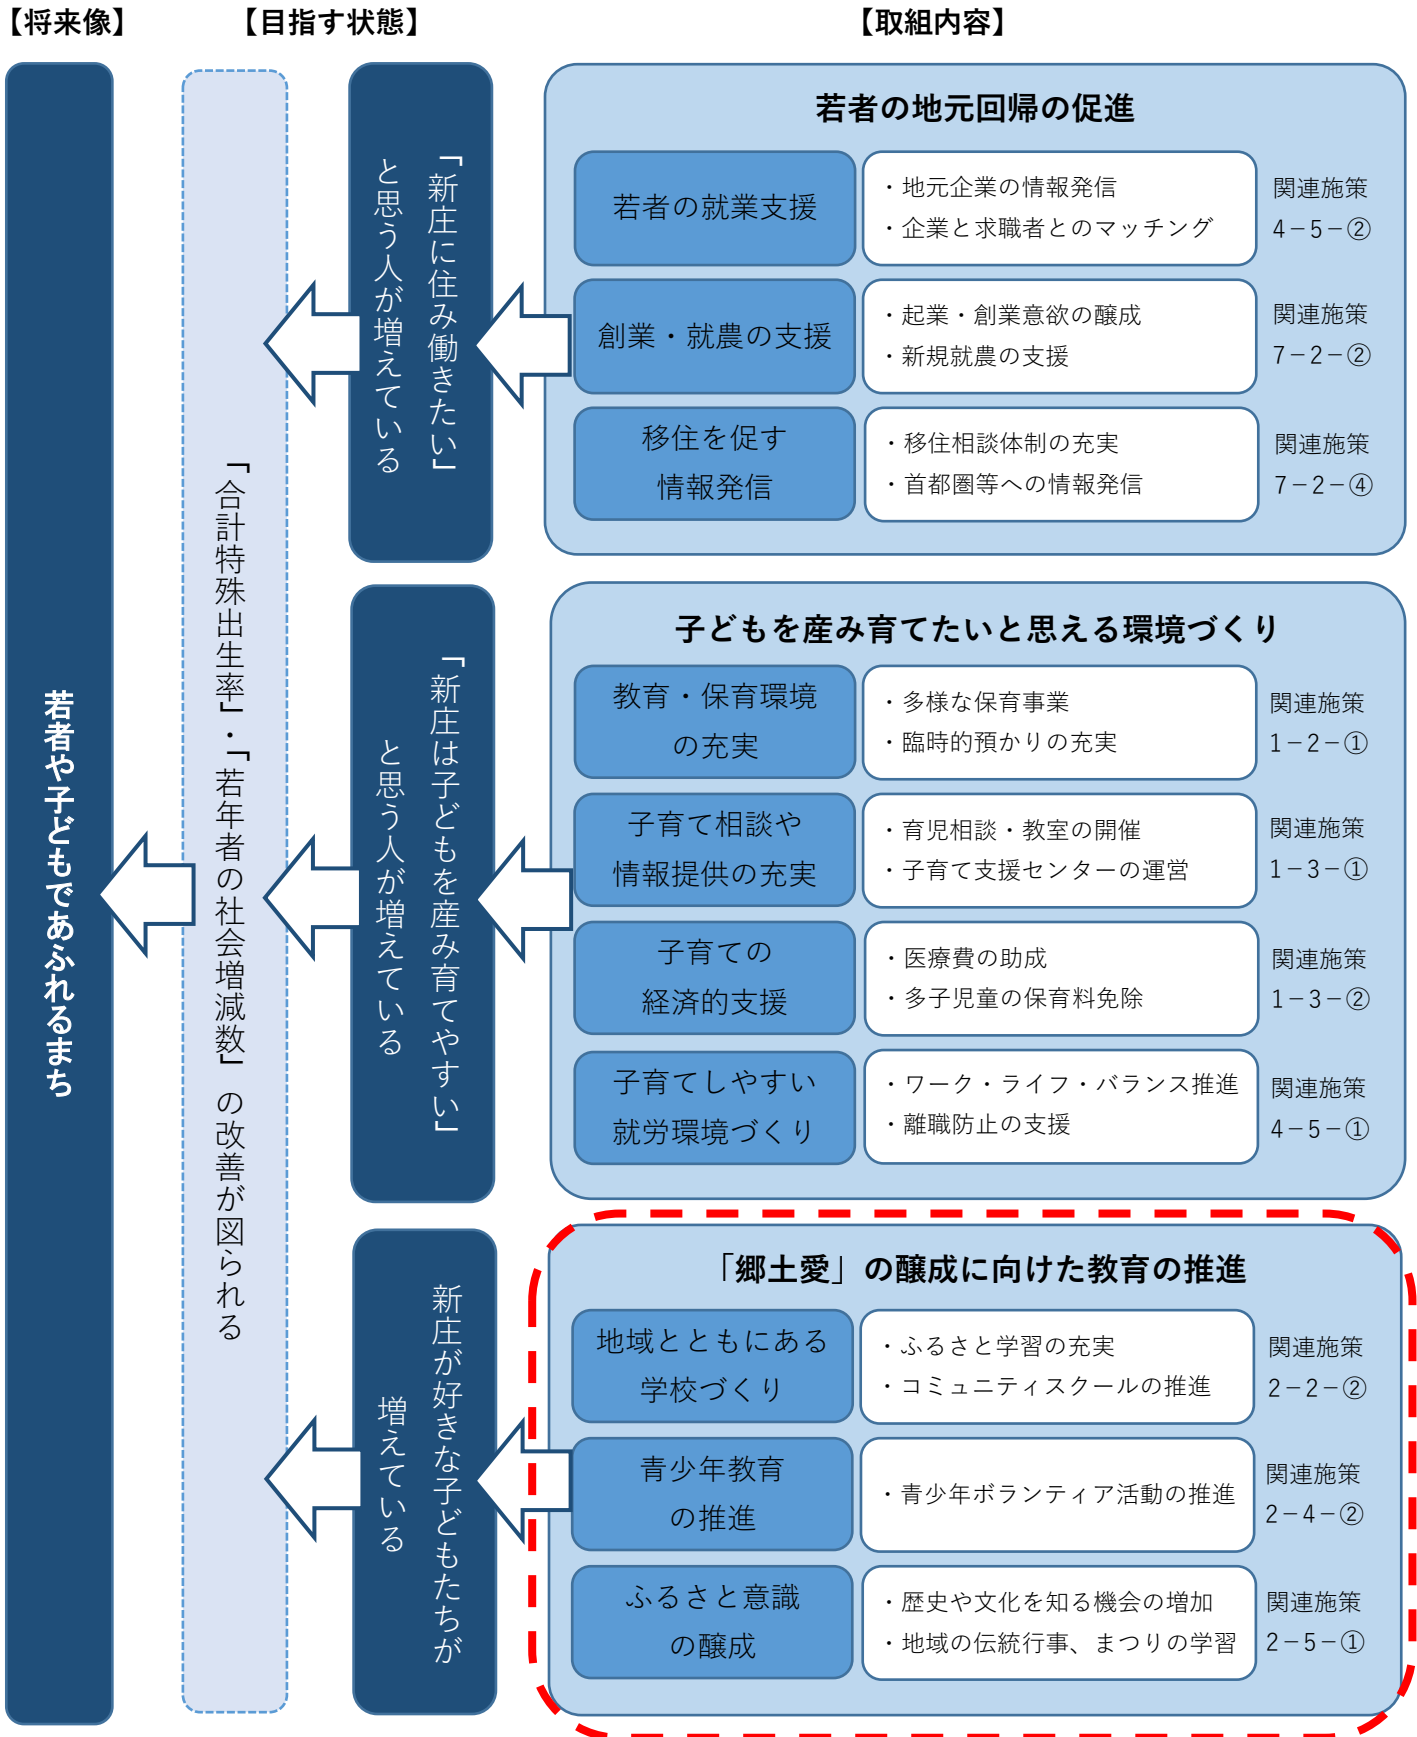 【将来像】
【目指す状態】
【取組内容】
若者や子どもであふれるまち
「合計特殊出生率」・「若年者の社会増減数」の改善が図られる
「新庄に住み働きたい」
と思う人が増えている
若者の地元回帰の促進
若者の就業支援
・地元企業の情報発信
・企業と求職者とのマッチング
関連施策
4－5－②
創業・就農の支援
・起業・創業意欲の醸成
・新規就農の支援
関連施策
7－2－②
移住を促す
情報発信
・移住相談体制の充実
・首都圏等への情報発信
関連施策
7－2－④
「新庄は子どもを産み育てやすい」
と思う人が増えている
子どもを産み育てたいと思える環境づくり
教育・保育環境
の充実
・多様な保育事業
・臨時的預かりの充実
関連施策
1－2－①
子育て相談や
情報提供の充実
・育児相談・教室の開催
・子育て支援センターの運営
関連施策
1－3－①
子育ての
経済的支援
・医療費の助成
・多子児童の保育料免除
関連施策
1－3－②
子育てしやすい
就労環境づくり
・ワーク・ライフ・バランス推進
・離職防止の支援
関連施策
4－5－①
新庄が好きな子どもたちが
増えている
「郷土愛」の醸成に向けた教育の推進
地域とともにある
学校づくり
・ふるさと学習の充実
・コミュニティスクールの推進
関連施策
2－2－②
青少年教育
の推進
・青少年ボランティア活動の推進
関連施策
2－4－②
ふるさと意識
の醸成
・歴史や文化を知る機会の増加
・地域の伝統行事、まつりの学習
関連施策
2－5－①